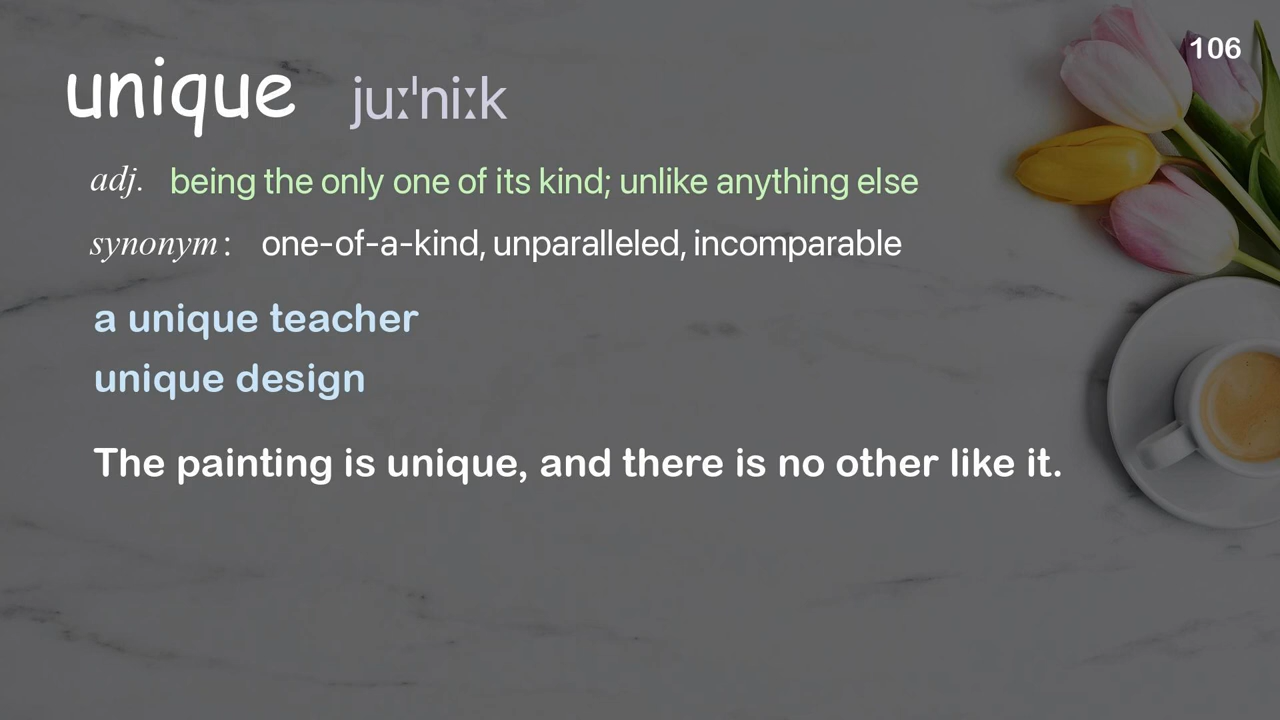 106
unique juːˈniːk
adj. being the only one of its kind; unlike anything else
synonym: one-of-a-kind, unparalleled, incomparable
a unique teacher
unique design
The painting is unique, and there is no other like it.